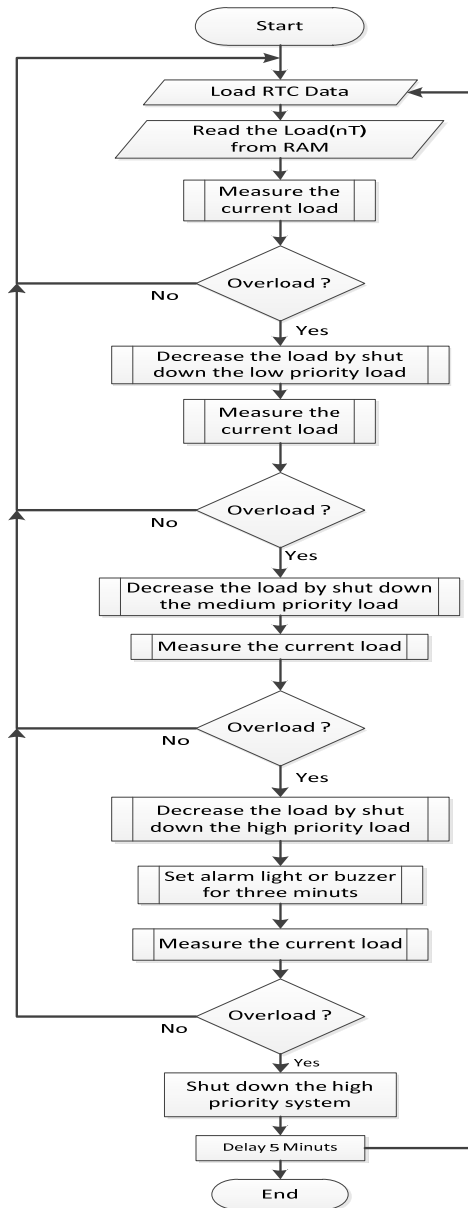 Start
Load RTC Data
Read the Load(nT)
from RAM
Measure the
current load
Overload ?
No
Yes
Decrease the load by shut
down the low priority load
Measure the
current load
Overload ?
No
Yes
Decrease the load by shut down
the medium priority load
Measure the current load
Overload ?
No
Yes
Decrease the load by shut
down the high priority load
Set alarm light or buzzer
for three minuts
Measure the current load
Overload ?
No
Yes
Shut down the high
priority system
Delay 5 Minuts
End